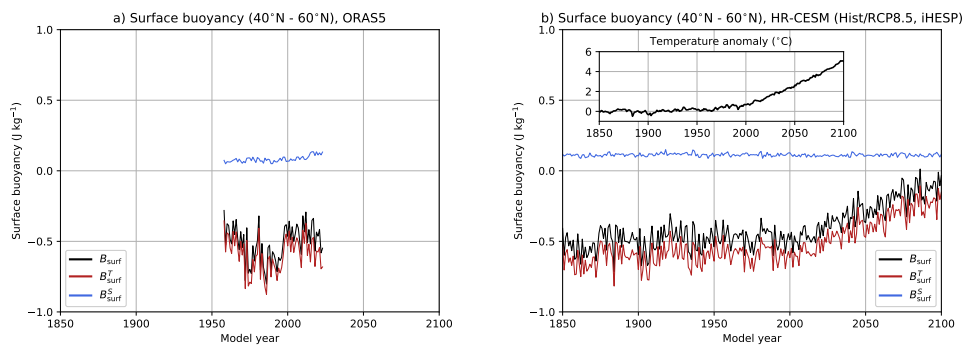 a) Surface buoyancy (40°N - 60°N), ORAS5
1.0
0.5
0.0
−0.5
−1.0
Surface buoyancy (J kg⁻¹)
B_surf
B^T_surf
B^S_surf
1850 1900 1950 2000 2050 2100
Model year
b) Surface buoyancy (40°N - 60°N), HR-CESM (Hist/RCP8.5, iHESP)
Temperature anomaly (°C)
6
4
2
0
1850 1900 1950 2000 2050 2100
1.0
0.5
0.0
−0.5
−1.0
Surface buoyancy (J kg⁻¹)
B_surf
B^T_surf
B^S_surf
1850 1900 1950 2000 2050 2100
Model year